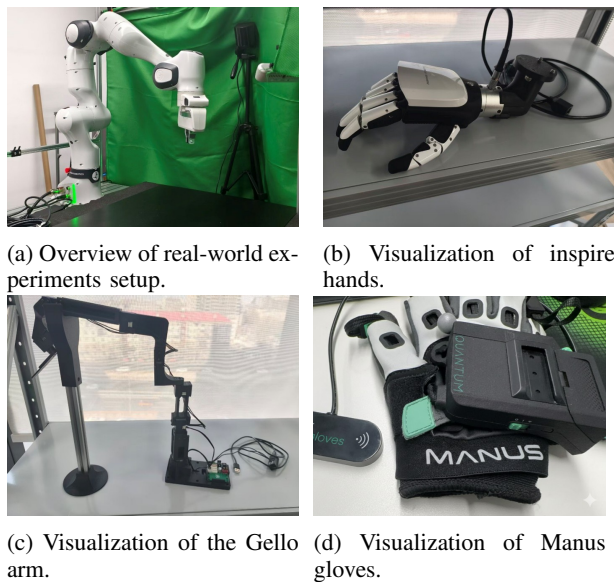 (a) Overview of real-world ex-
periments setup.
(b) Visualization of inspire
hands.
QUANTUM
gloves
MANUS
(c) Visualization of the Gello
arm.
(d) Visualization of Manus
gloves.